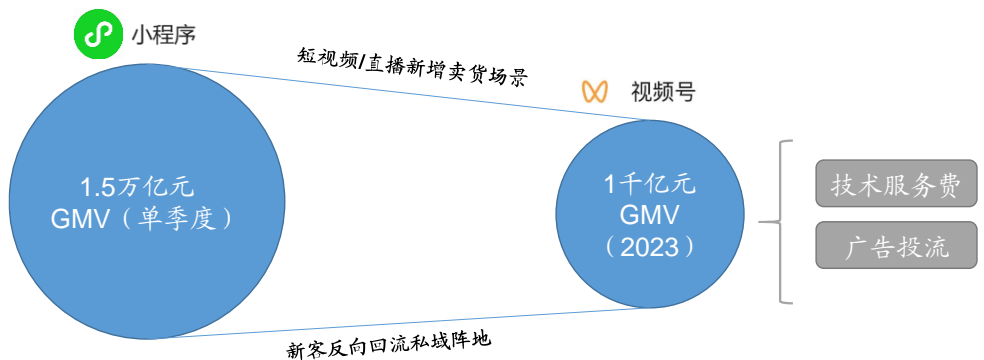 小程序
短视频/直播新增卖货场景
视频号
1.5万亿元
GMV（单季度）
1千亿元
GMV
（2023）
技术服务费
广告投流
新客反向回流私域阵地